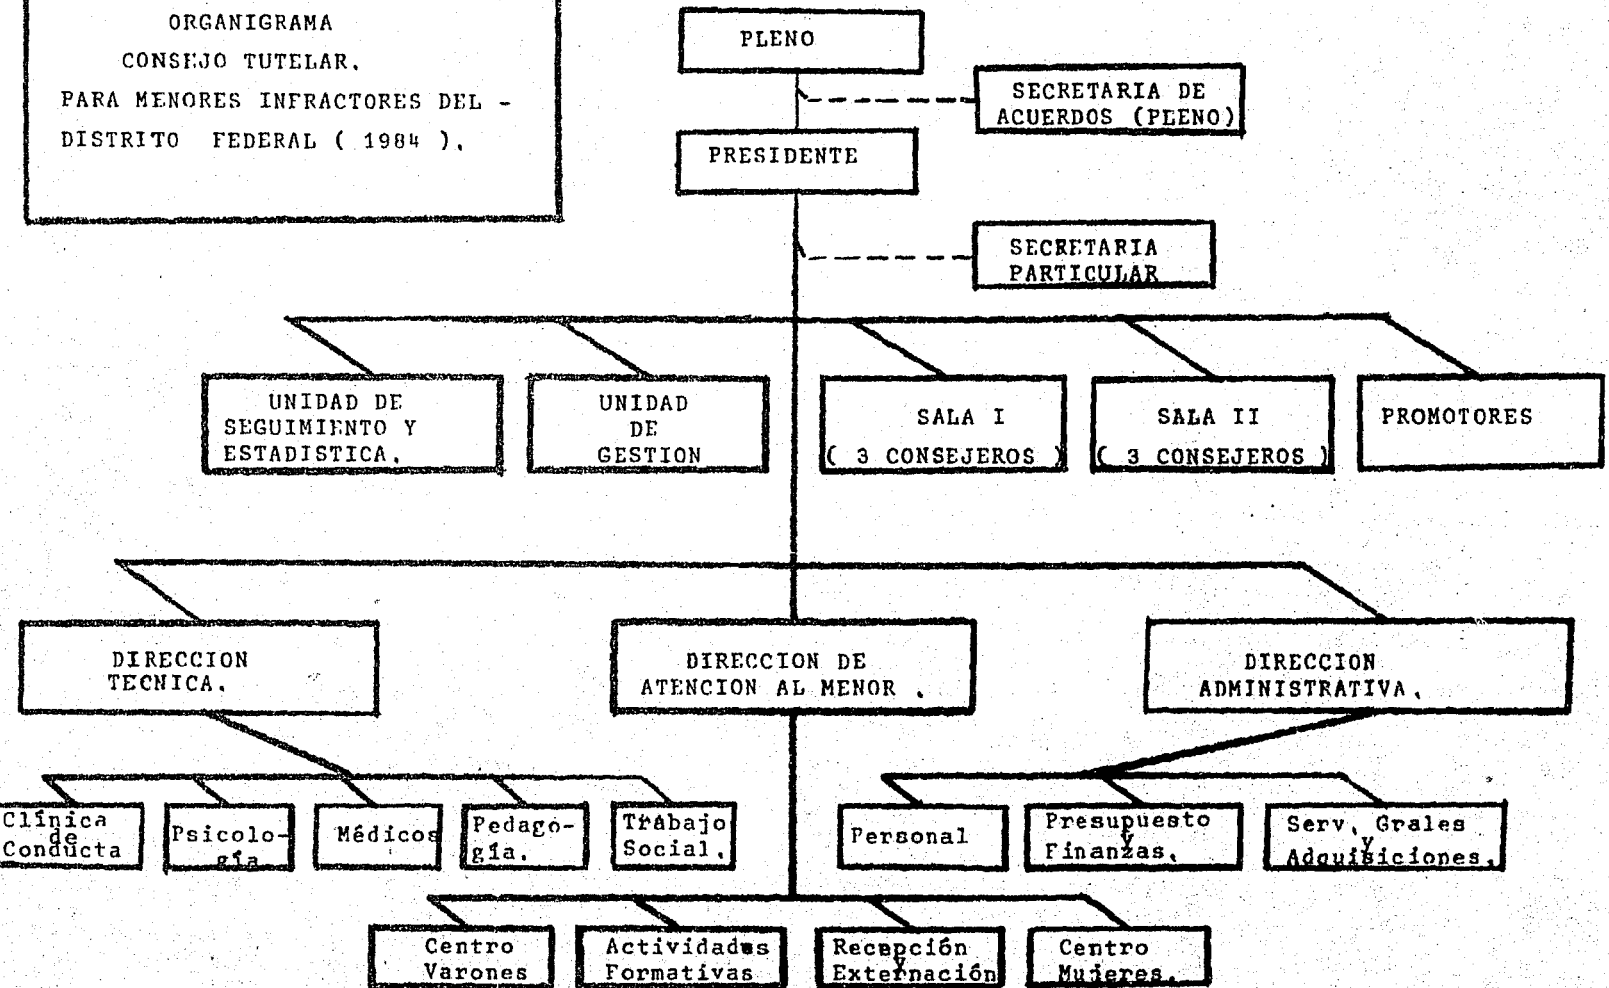 ORGANIGRAMA
CONSEJO TUTELAR.
PARA MENORES INFRACTORES DEL -
DISTRITO FEDERAL ( 1984 ).
PLENO
SECRETARIA DE
ACUERDOS (PLENO)
PRESIDENTE
SECRETARIA
PARTICULAR
UNIDAD DE
SEGUIMIENTO Y
ESTADISTICA.
UNIDAD
DE
GESTION
SALA I
( 3 CONSEJEROS )
SALA II
( 3 CONSEJEROS )
PROMOTORES
DIRECCION
TECNICA.
DIRECCION DE
ATENCION AL MENOR .
DIRECCION
ADMINISTRATIVA.
Clínica
de
Conducta
Psicolo-
gía
Médicos
Pedago-
gía.
Trabajo
Social.
Personal
Presupuesto
y
Finanzas.
Serv. Grales
y
Adquisiciones.
Centro
Varones
Actividades
Formativas
Recepción
y
Externación
Centro
Mujeres.